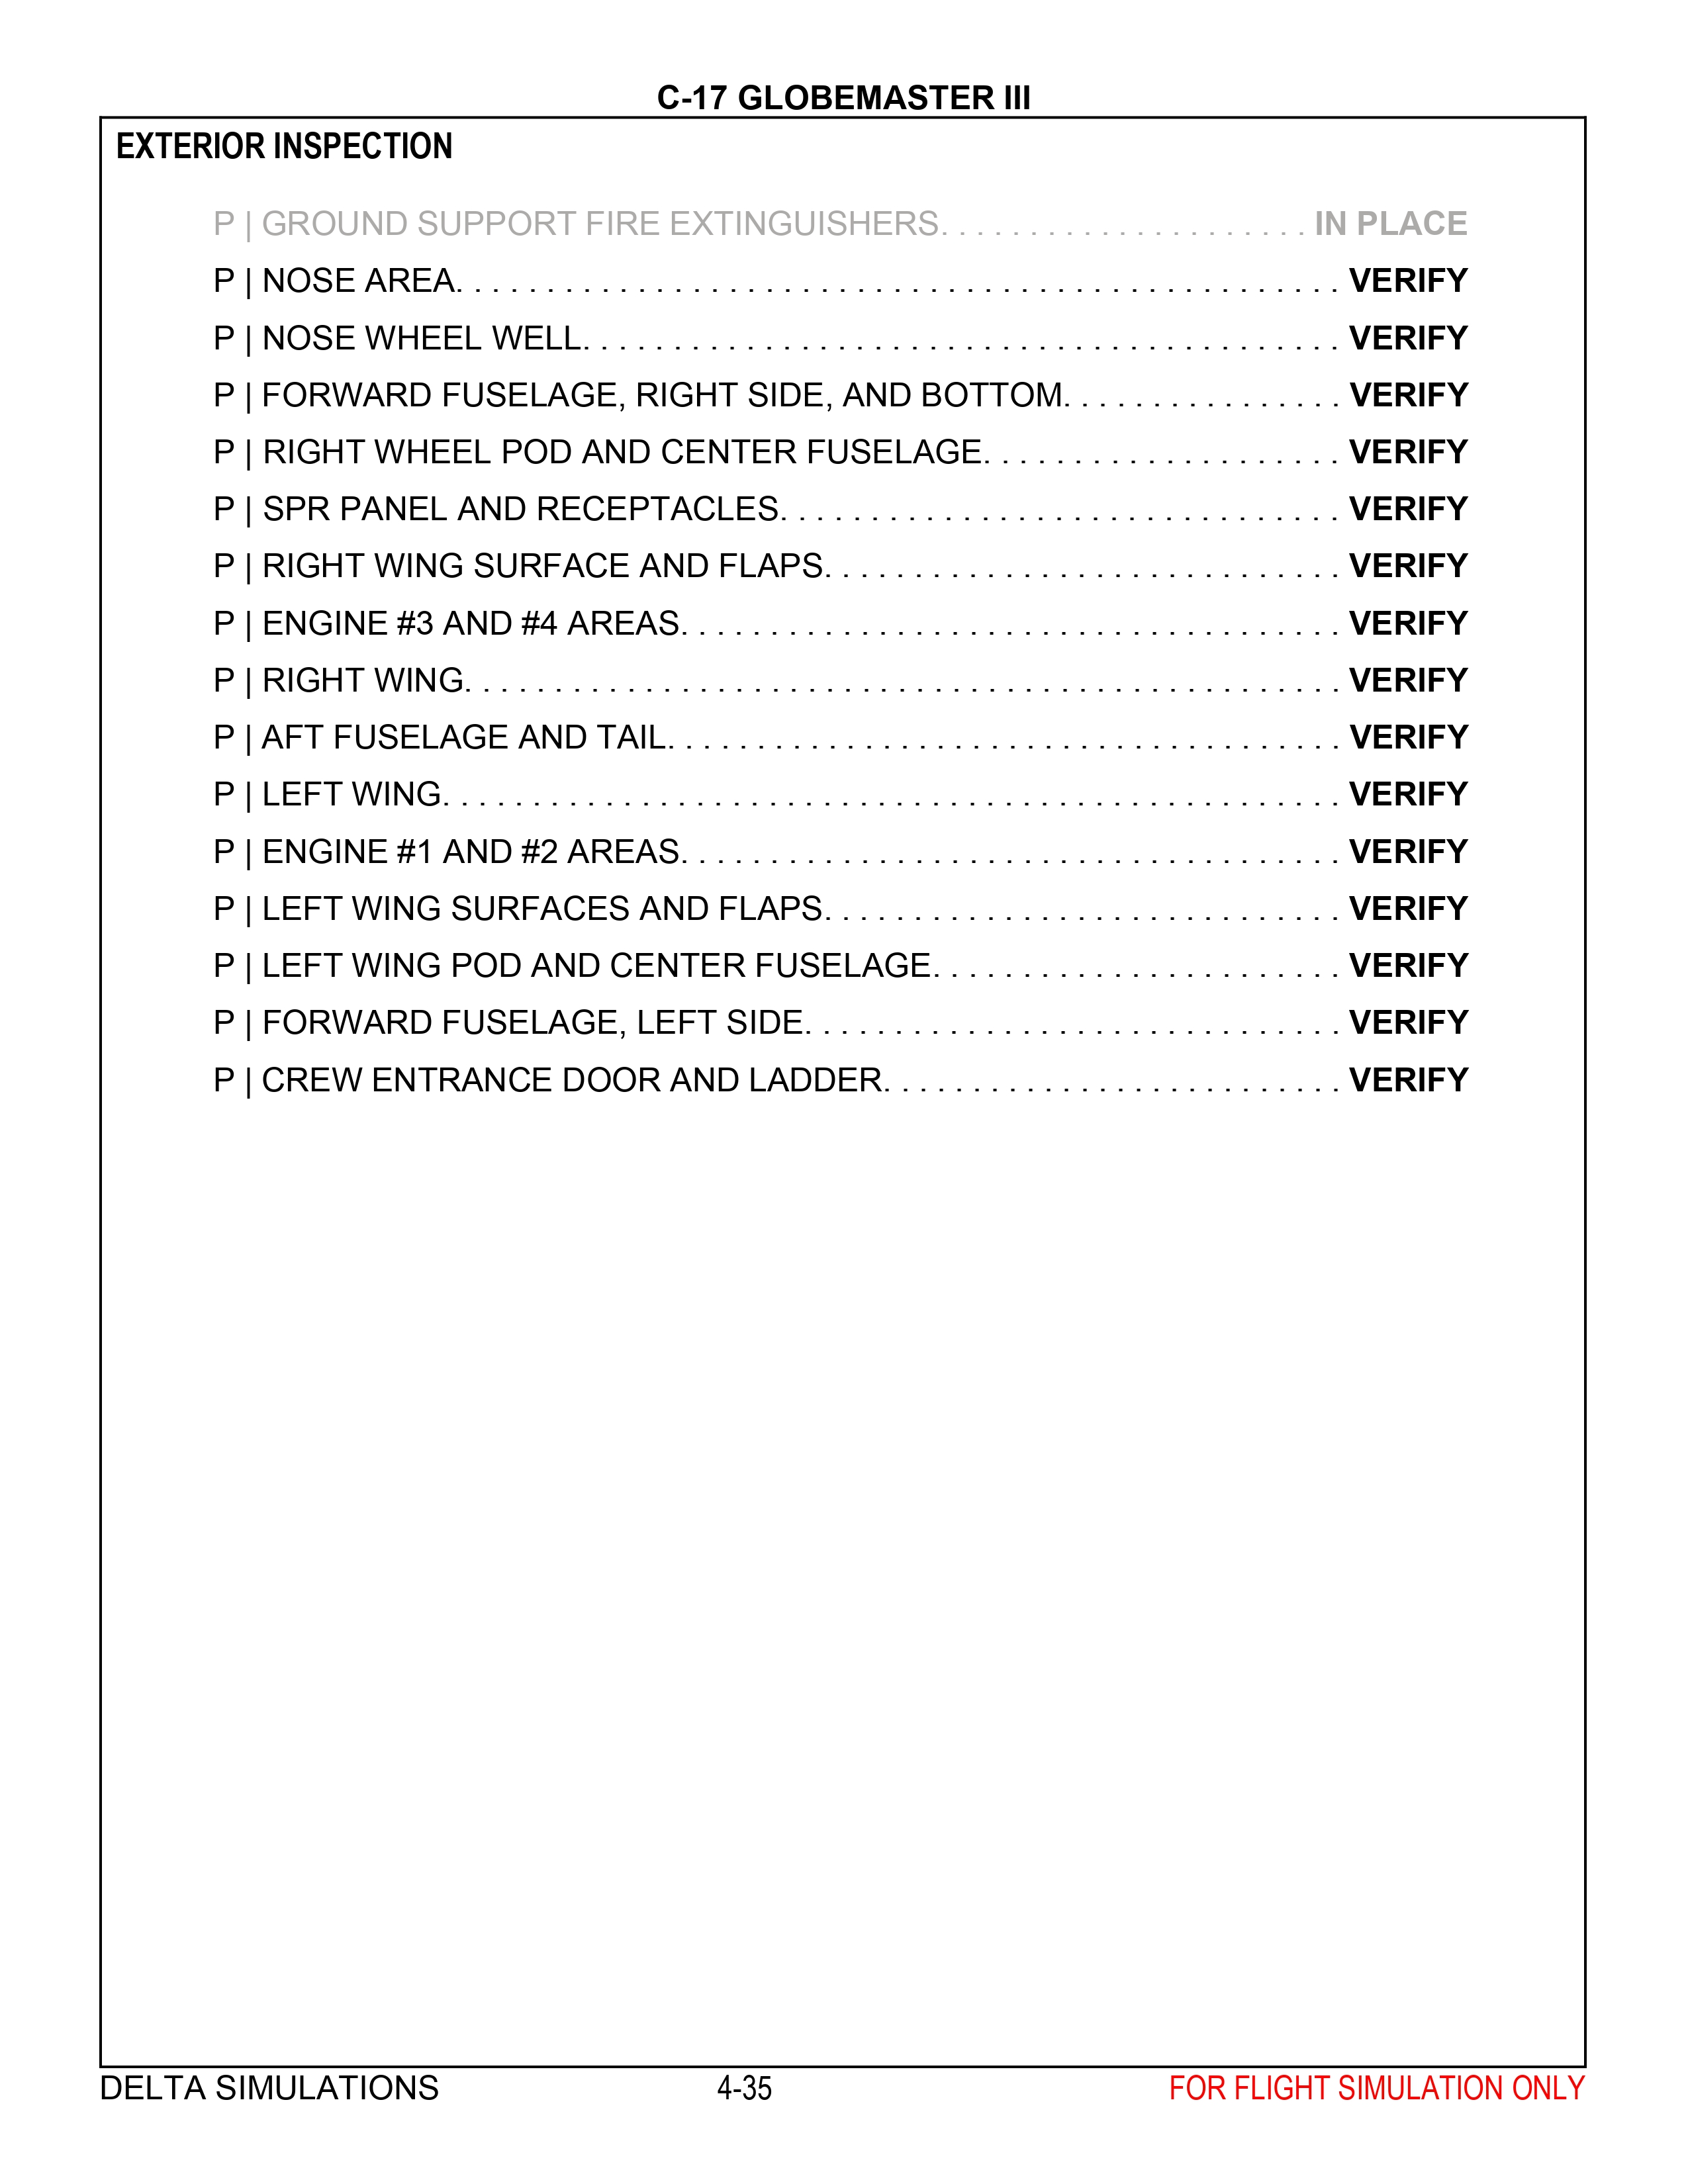 C-17 GLOBEMASTER III
EXTERIOR INSPECTION
P | GROUND SUPPORT FIRE EXTINGUISHERS. . . . . . . . . . . . . . . . . . . . . IN PLACE
P | NOSE AREA. . . . . . . . . . . . . . . . . . . . . . . . . . . . . . . . . . . . . . . . . . . . . . . . . VERIFY
P | NOSE WHEEL WELL. . . . . . . . . . . . . . . . . . . . . . . . . . . . . . . . . . . . . . . . . . VERIFY
P | FORWARD FUSELAGE, RIGHT SIDE, AND BOTTOM. . . . . . . . . . . . . . . . VERIFY
P | RIGHT WHEEL POD AND CENTER FUSELAGE. . . . . . . . . . . . . . . . . . . . VERIFY
P | SPR PANEL AND RECEPTACLES. . . . . . . . . . . . . . . . . . . . . . . . . . . . . . . VERIFY
P | RIGHT WING SURFACE AND FLAPS. . . . . . . . . . . . . . . . . . . . . . . . . . . . . VERIFY
P | ENGINE #3 AND #4 AREAS. . . . . . . . . . . . . . . . . . . . . . . . . . . . . . . . . . . . . VERIFY
P | RIGHT WING. . . . . . . . . . . . . . . . . . . . . . . . . . . . . . . . . . . . . . . . . . . . . . . . . VERIFY
P | AFT FUSELAGE AND TAIL. . . . . . . . . . . . . . . . . . . . . . . . . . . . . . . . . . . . . . VERIFY
P | LEFT WING. . . . . . . . . . . . . . . . . . . . . . . . . . . . . . . . . . . . . . . . . . . . . . . . . . VERIFY
P | ENGINE #1 AND #2 AREAS. . . . . . . . . . . . . . . . . . . . . . . . . . . . . . . . . . . . . VERIFY
P | LEFT WING SURFACES AND FLAPS. . . . . . . . . . . . . . . . . . . . . . . . . . . . . VERIFY
P | LEFT WING POD AND CENTER FUSELAGE. . . . . . . . . . . . . . . . . . . . . . . VERIFY
P | FORWARD FUSELAGE, LEFT SIDE. . . . . . . . . . . . . . . . . . . . . . . . . . . . . . VERIFY
P | CREW ENTRANCE DOOR AND LADDER. . . . . . . . . . . . . . . . . . . . . . . . . . VERIFY
DELTA SIMULATIONS 4-35 FOR FLIGHT SIMULATION ONLY